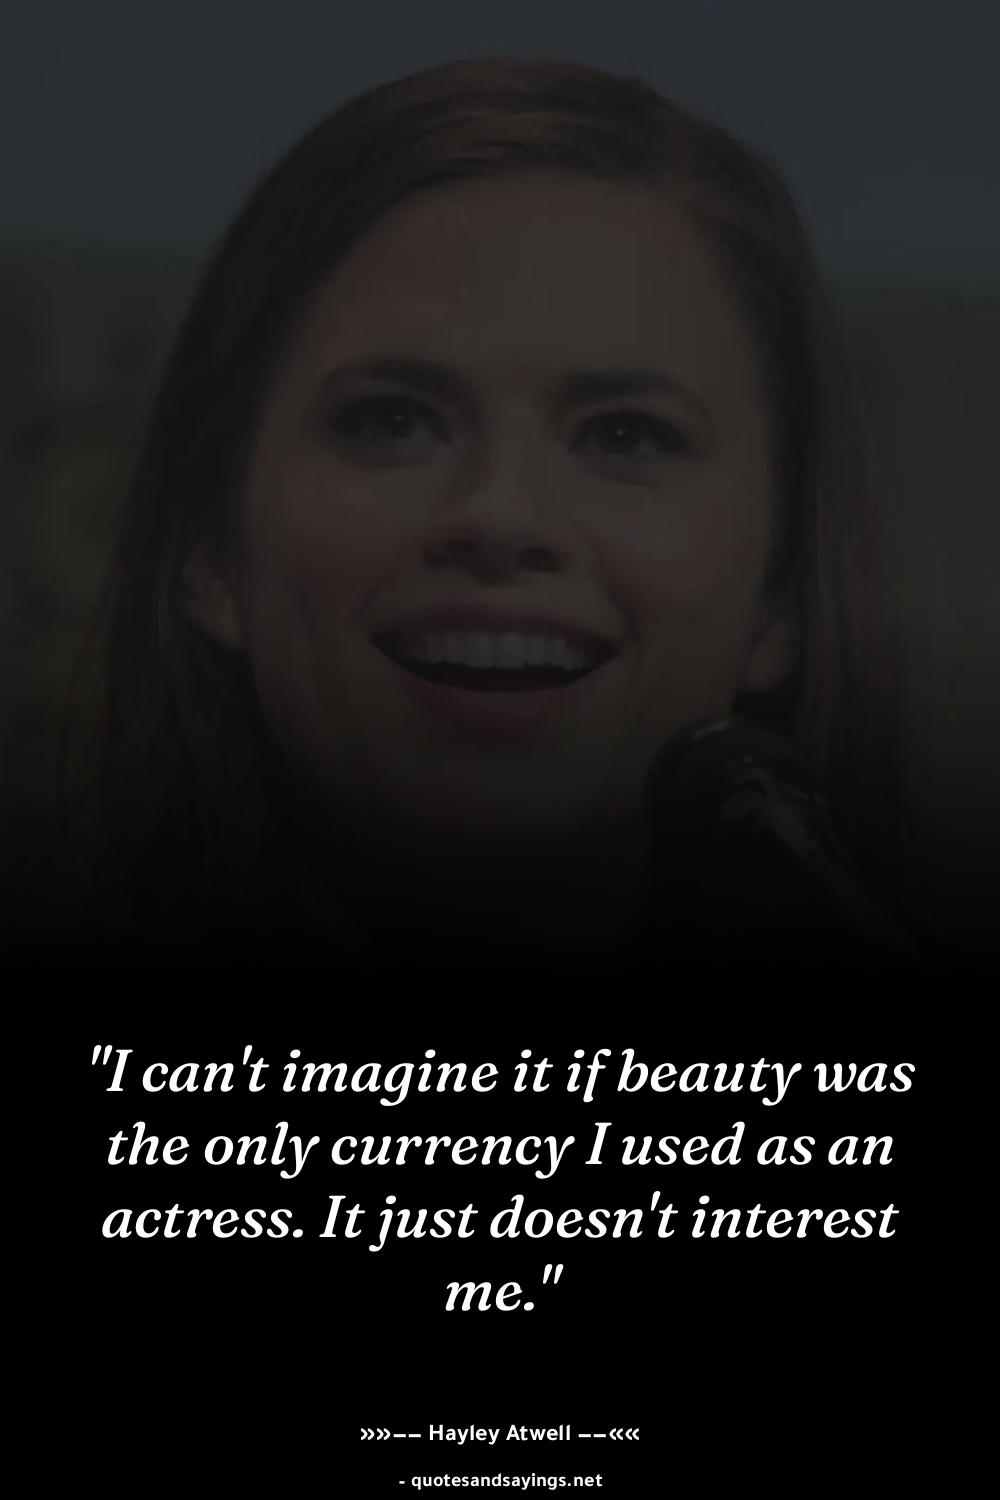 "I can't imagine it if beauty was
the only currency I used as an
actress. It just doesn't interest
me."
»»–– Hayley Atwell ––««
- quotesandsayings.net